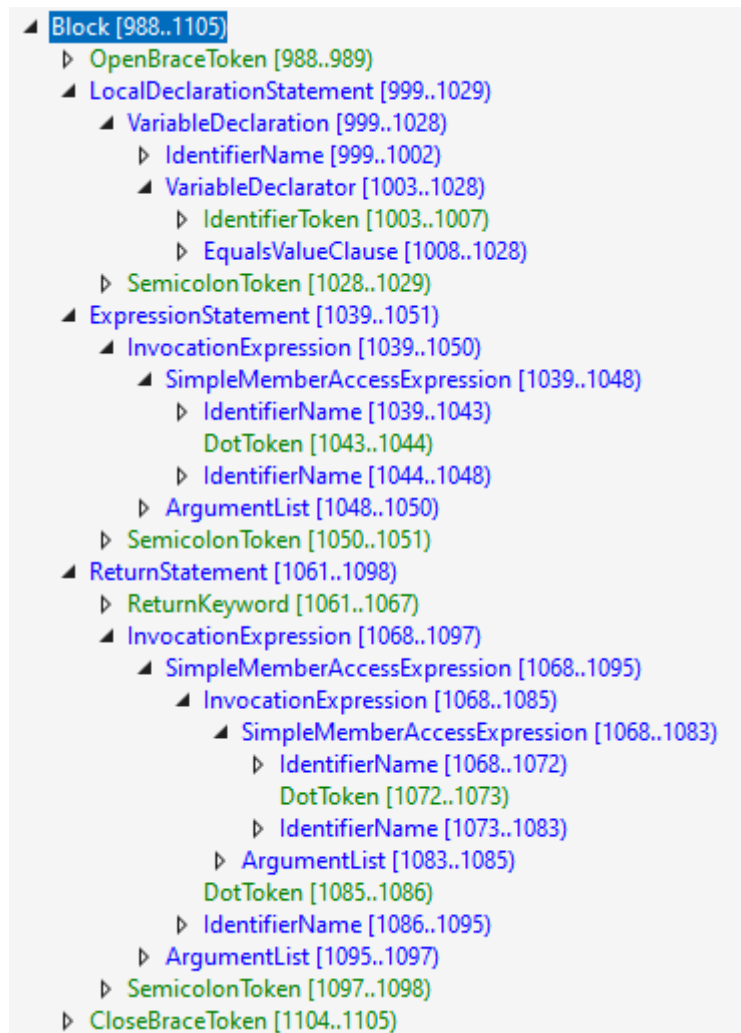 Block [988..1105)
OpenBraceToken [988..989)
LocalDeclarationStatement [999..1029)
VariableDeclaration [999..1028)
IdentifierName [999..1002)
VariableDeclarator [1003..1028)
IdentifierToken [1003..1007)
EqualsValueClause [1008..1028)
SemicolonToken [1028..1029)
ExpressionStatement [1039..1051)
InvocationExpression [1039..1050)
SimpleMemberAccessExpression [1039..1048)
IdentifierName [1039..1043)
DotToken [1043..1044)
IdentifierName [1044..1048)
ArgumentList [1048..1050)
SemicolonToken [1050..1051)
ReturnStatement [1061..1098)
ReturnKeyword [1061..1067)
InvocationExpression [1068..1097)
SimpleMemberAccessExpression [1068..1095)
InvocationExpression [1068..1085)
SimpleMemberAccessExpression [1068..1083)
IdentifierName [1068..1072)
DotToken [1072..1073)
IdentifierName [1073..1083)
ArgumentList [1083..1085)
DotToken [1085..1086)
IdentifierName [1086..1095)
ArgumentList [1095..1097)
SemicolonToken [1097..1098)
CloseBraceToken [1104..1105)